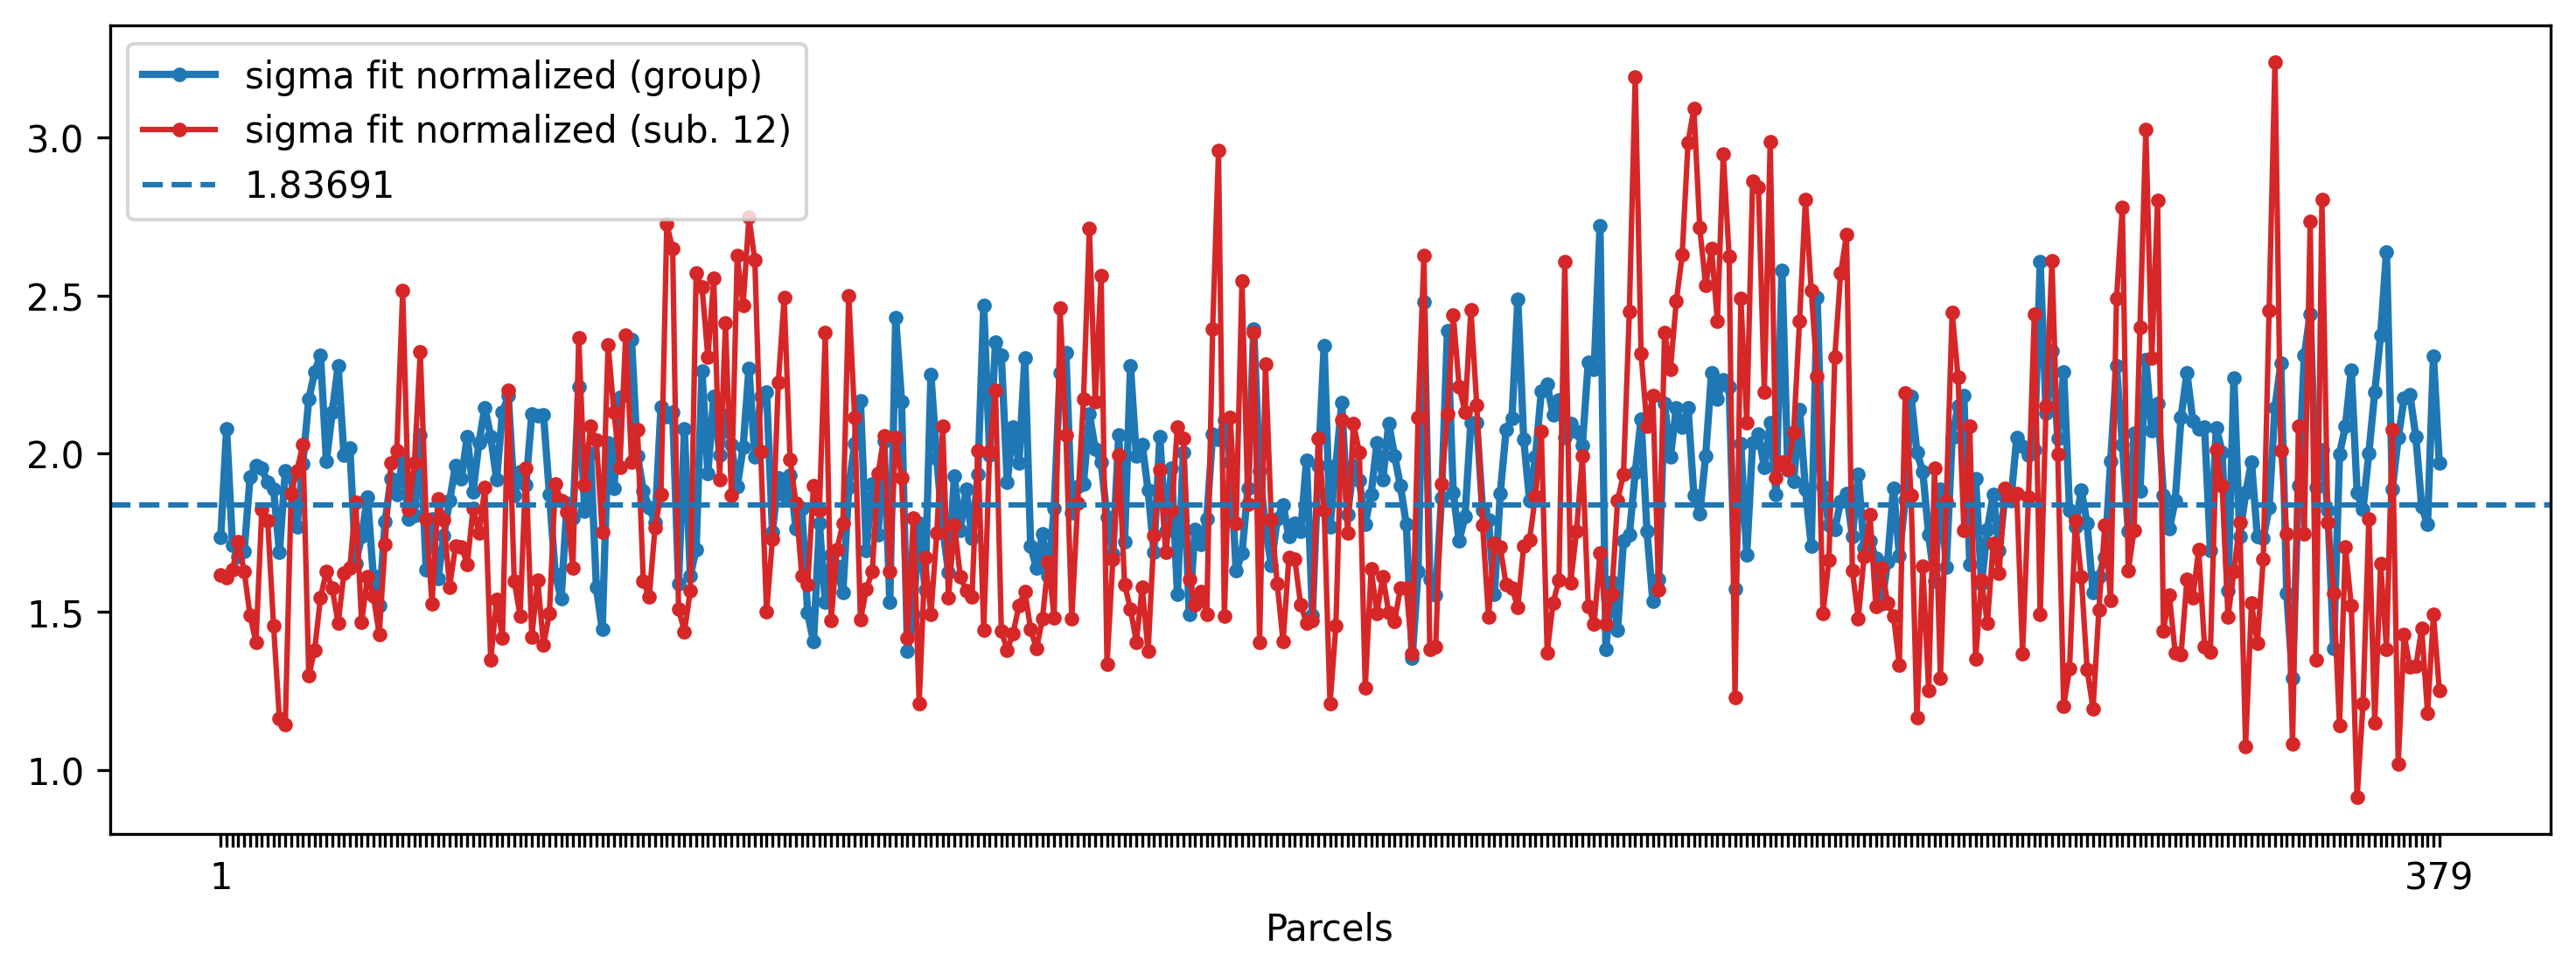 sigma fit normalized (group)
sigma fit normalized (sub. 12)
1.83691
3.0
2.5
2.0
1.5
1.0
1
379
Parcels